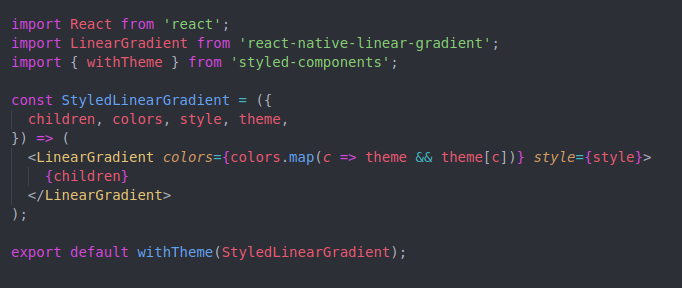 import React from 'react';
import LinearGradient from 'react-native-linear-gradient';
import { withTheme } from 'styled-components';

const StyledLinearGradient = ({
  children, colors, style, theme,
}) => (
  <LinearGradient colors={colors.map(c => theme && theme[c])} style={style}>
    {children}
  </LinearGradient>
);

export default withTheme(StyledLinearGradient);